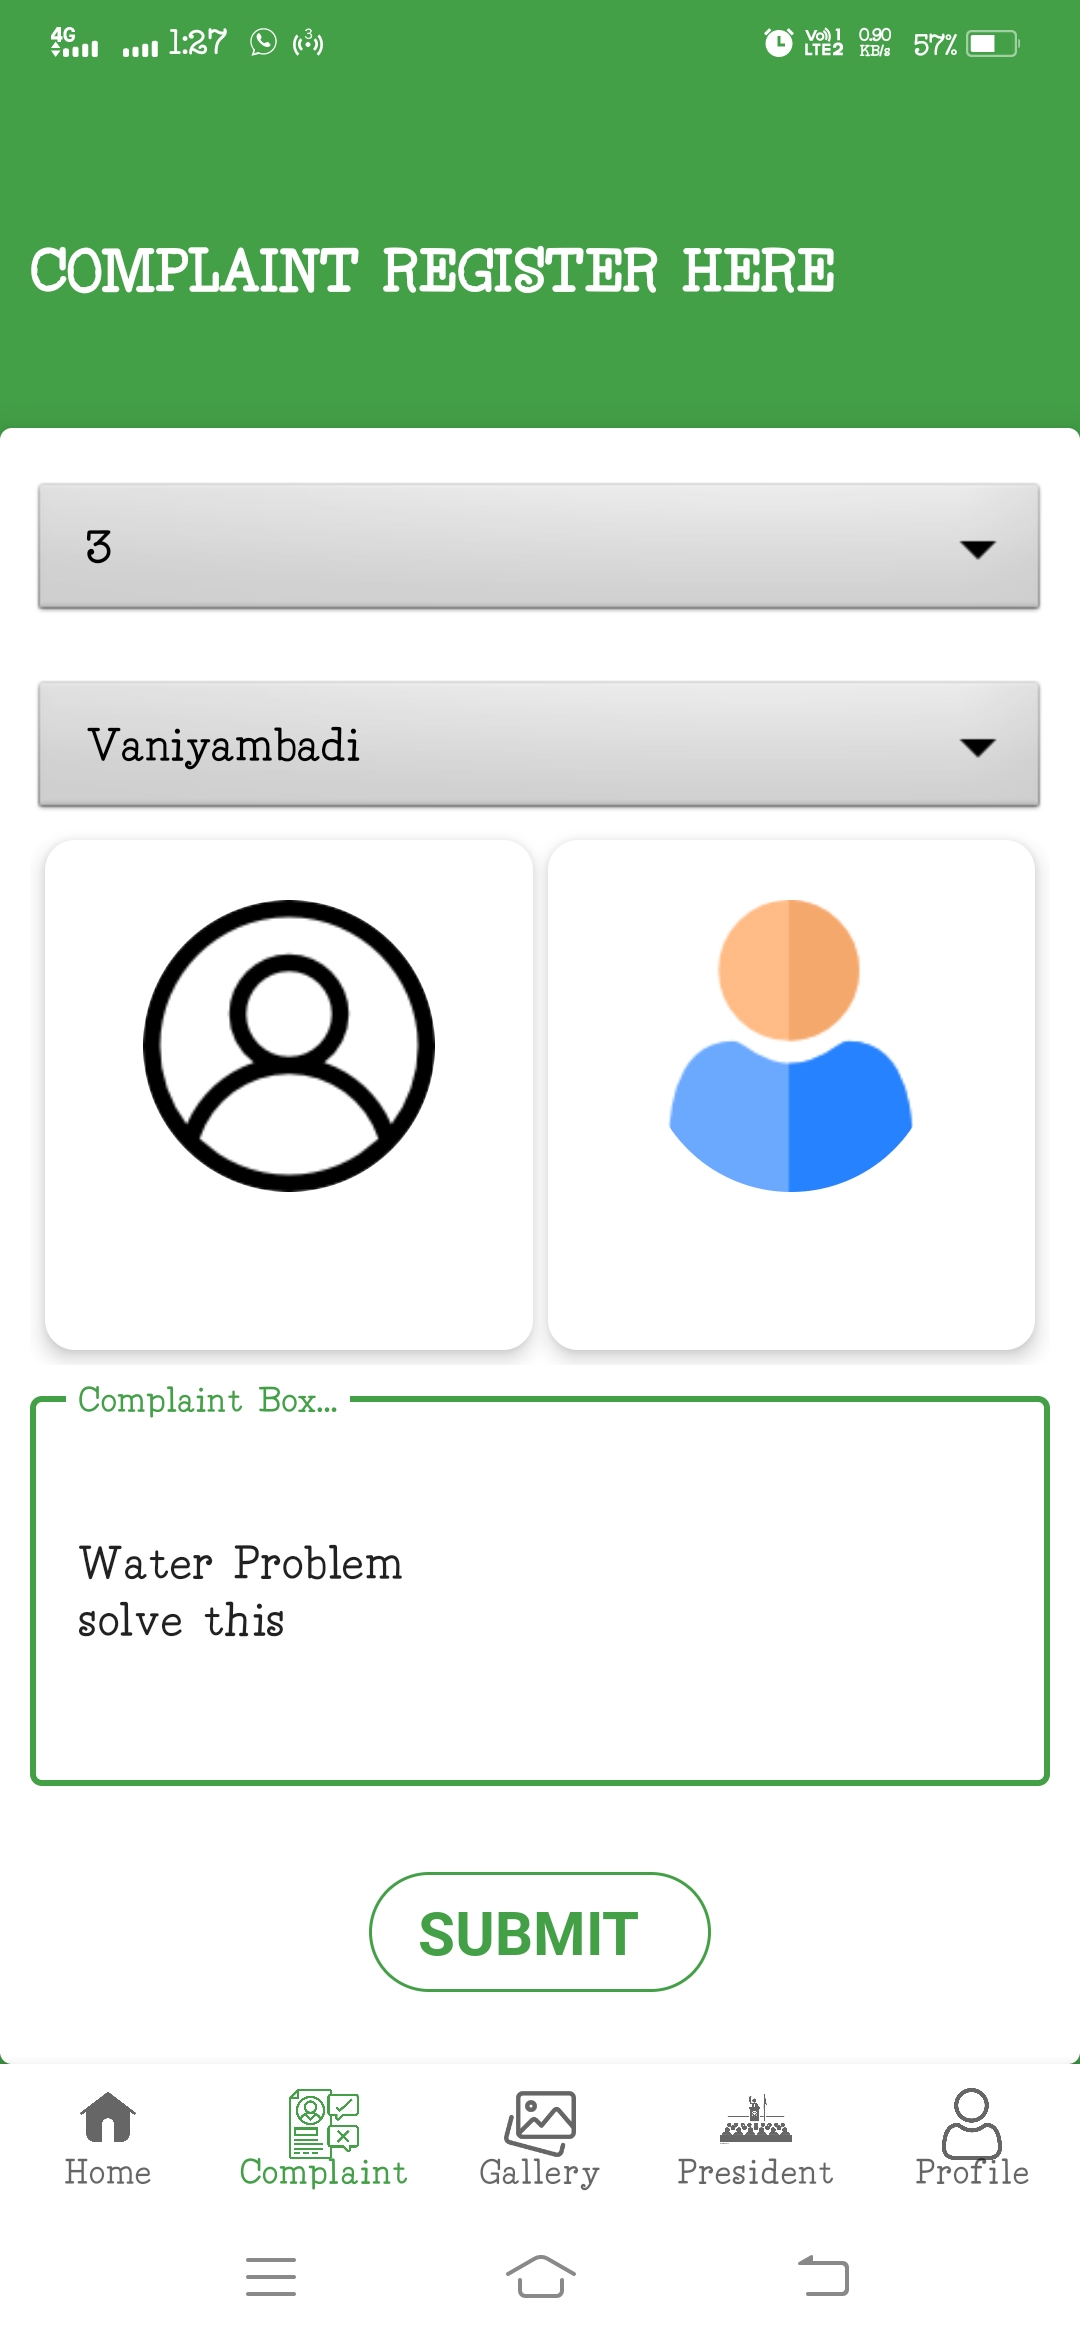 4G 1:27 3 Vo)) 1 LTE2 0.90 KB/s 57%
COMPLAINT REGISTER HERE
3
Vaniyambadi
Complaint Box...
Water Problem
solve this
SUBMIT
Home Complaint Gallery President Profile